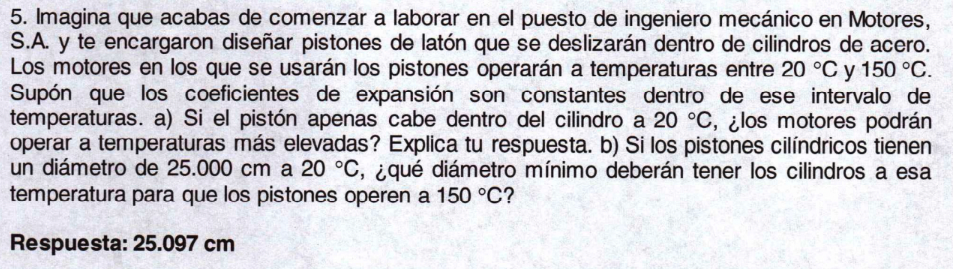 5. Imagina que acabas de comenzar a laborar en el puesto de ingeniero mecánico en Motores,
S.A. y te encargaron diseñar pistones de latón que se deslizarán dentro de cilindros de acero.
Los motores en los que se usarán los pistones operarán a temperaturas entre 20 °C y 150 °C.
Supón que los coeficientes de expansión son constantes dentro de ese intervalo de
temperaturas. a) Si el pistón apenas cabe dentro del cilindro a 20 °C, ¿los motores podrán
operar a temperaturas más elevadas? Explica tu respuesta. b) Si los pistones cilíndricos tienen
un diámetro de 25.000 cm a 20 °C, ¿qué diámetro mínimo deberán tener los cilindros a esa
temperatura para que los pistones operen a 150 °C?
Respuesta: 25.097 cm